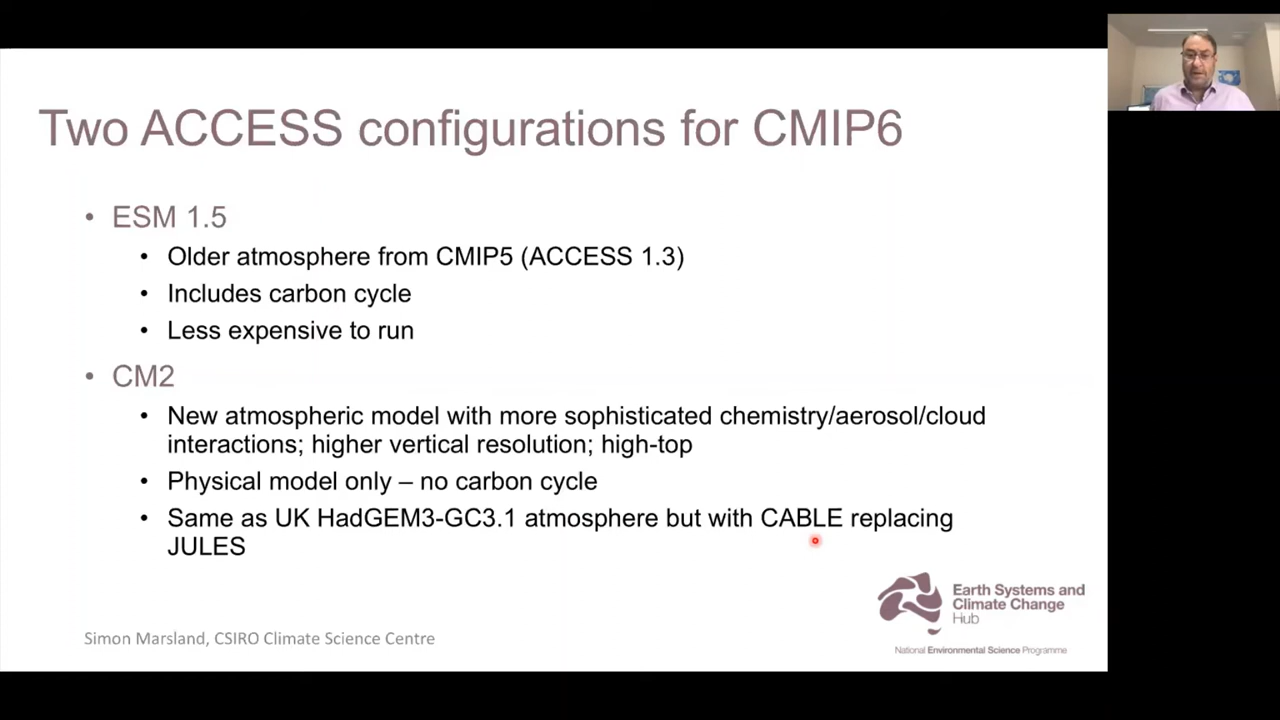 Two ACCESS configurations for CMIP6
• ESM 1.5
• Older atmosphere from CMIP5 (ACCESS 1.3)
• Includes carbon cycle
• Less expensive to run
• CM2
• New atmospheric model with more sophisticated chemistry/aerosol/cloud
interactions; higher vertical resolution; high-top
• Physical model only – no carbon cycle
• Same as UK HadGEM3-GC3.1 atmosphere but with CABLE replacing
JULES
Simon Marsland, CSIRO Climate Science Centre
Earth Systems and
Climate Change
Hub
National Environmental Science Programme